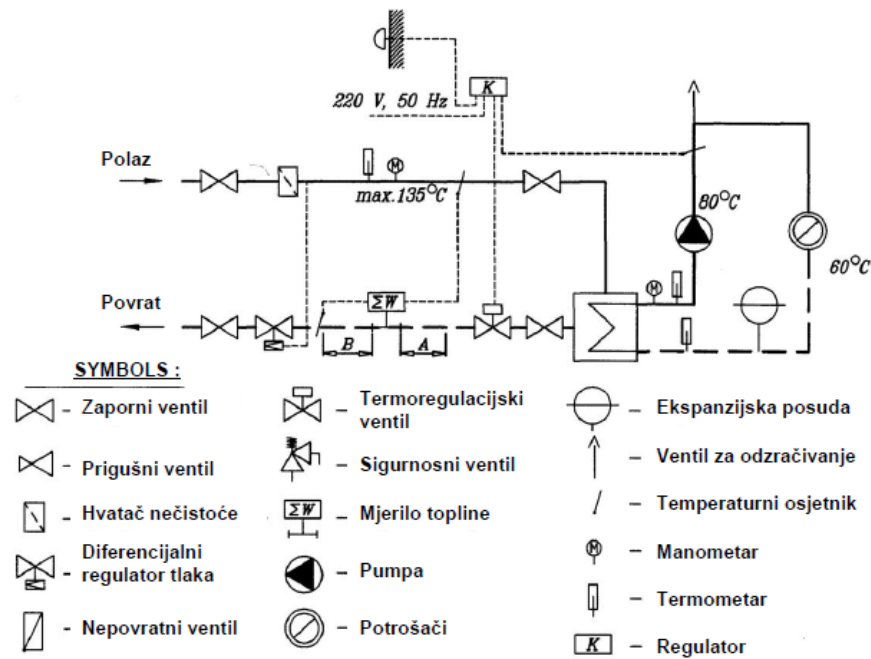 K
220 V, 50 Hz
Polaz
M
max.135°C
80°C
60°C
M
Povrat
ΣW
B
A
SYMBOLS :
- Zaporni ventil
- Termoregulacijski
ventil
- Ekspanzijska posuda
- Prigušni ventil
- Sigurnosni ventil
- Ventil za odzračivanje
- Hvatač nečistoće
ΣW - Mjerilo topline
- Temperaturni osjetnik
- Diferencijalni
regulator tlaka
- Pumpa
M - Manometar
- Termometar
- Nepovratni ventil
- Potrošači
K - Regulator